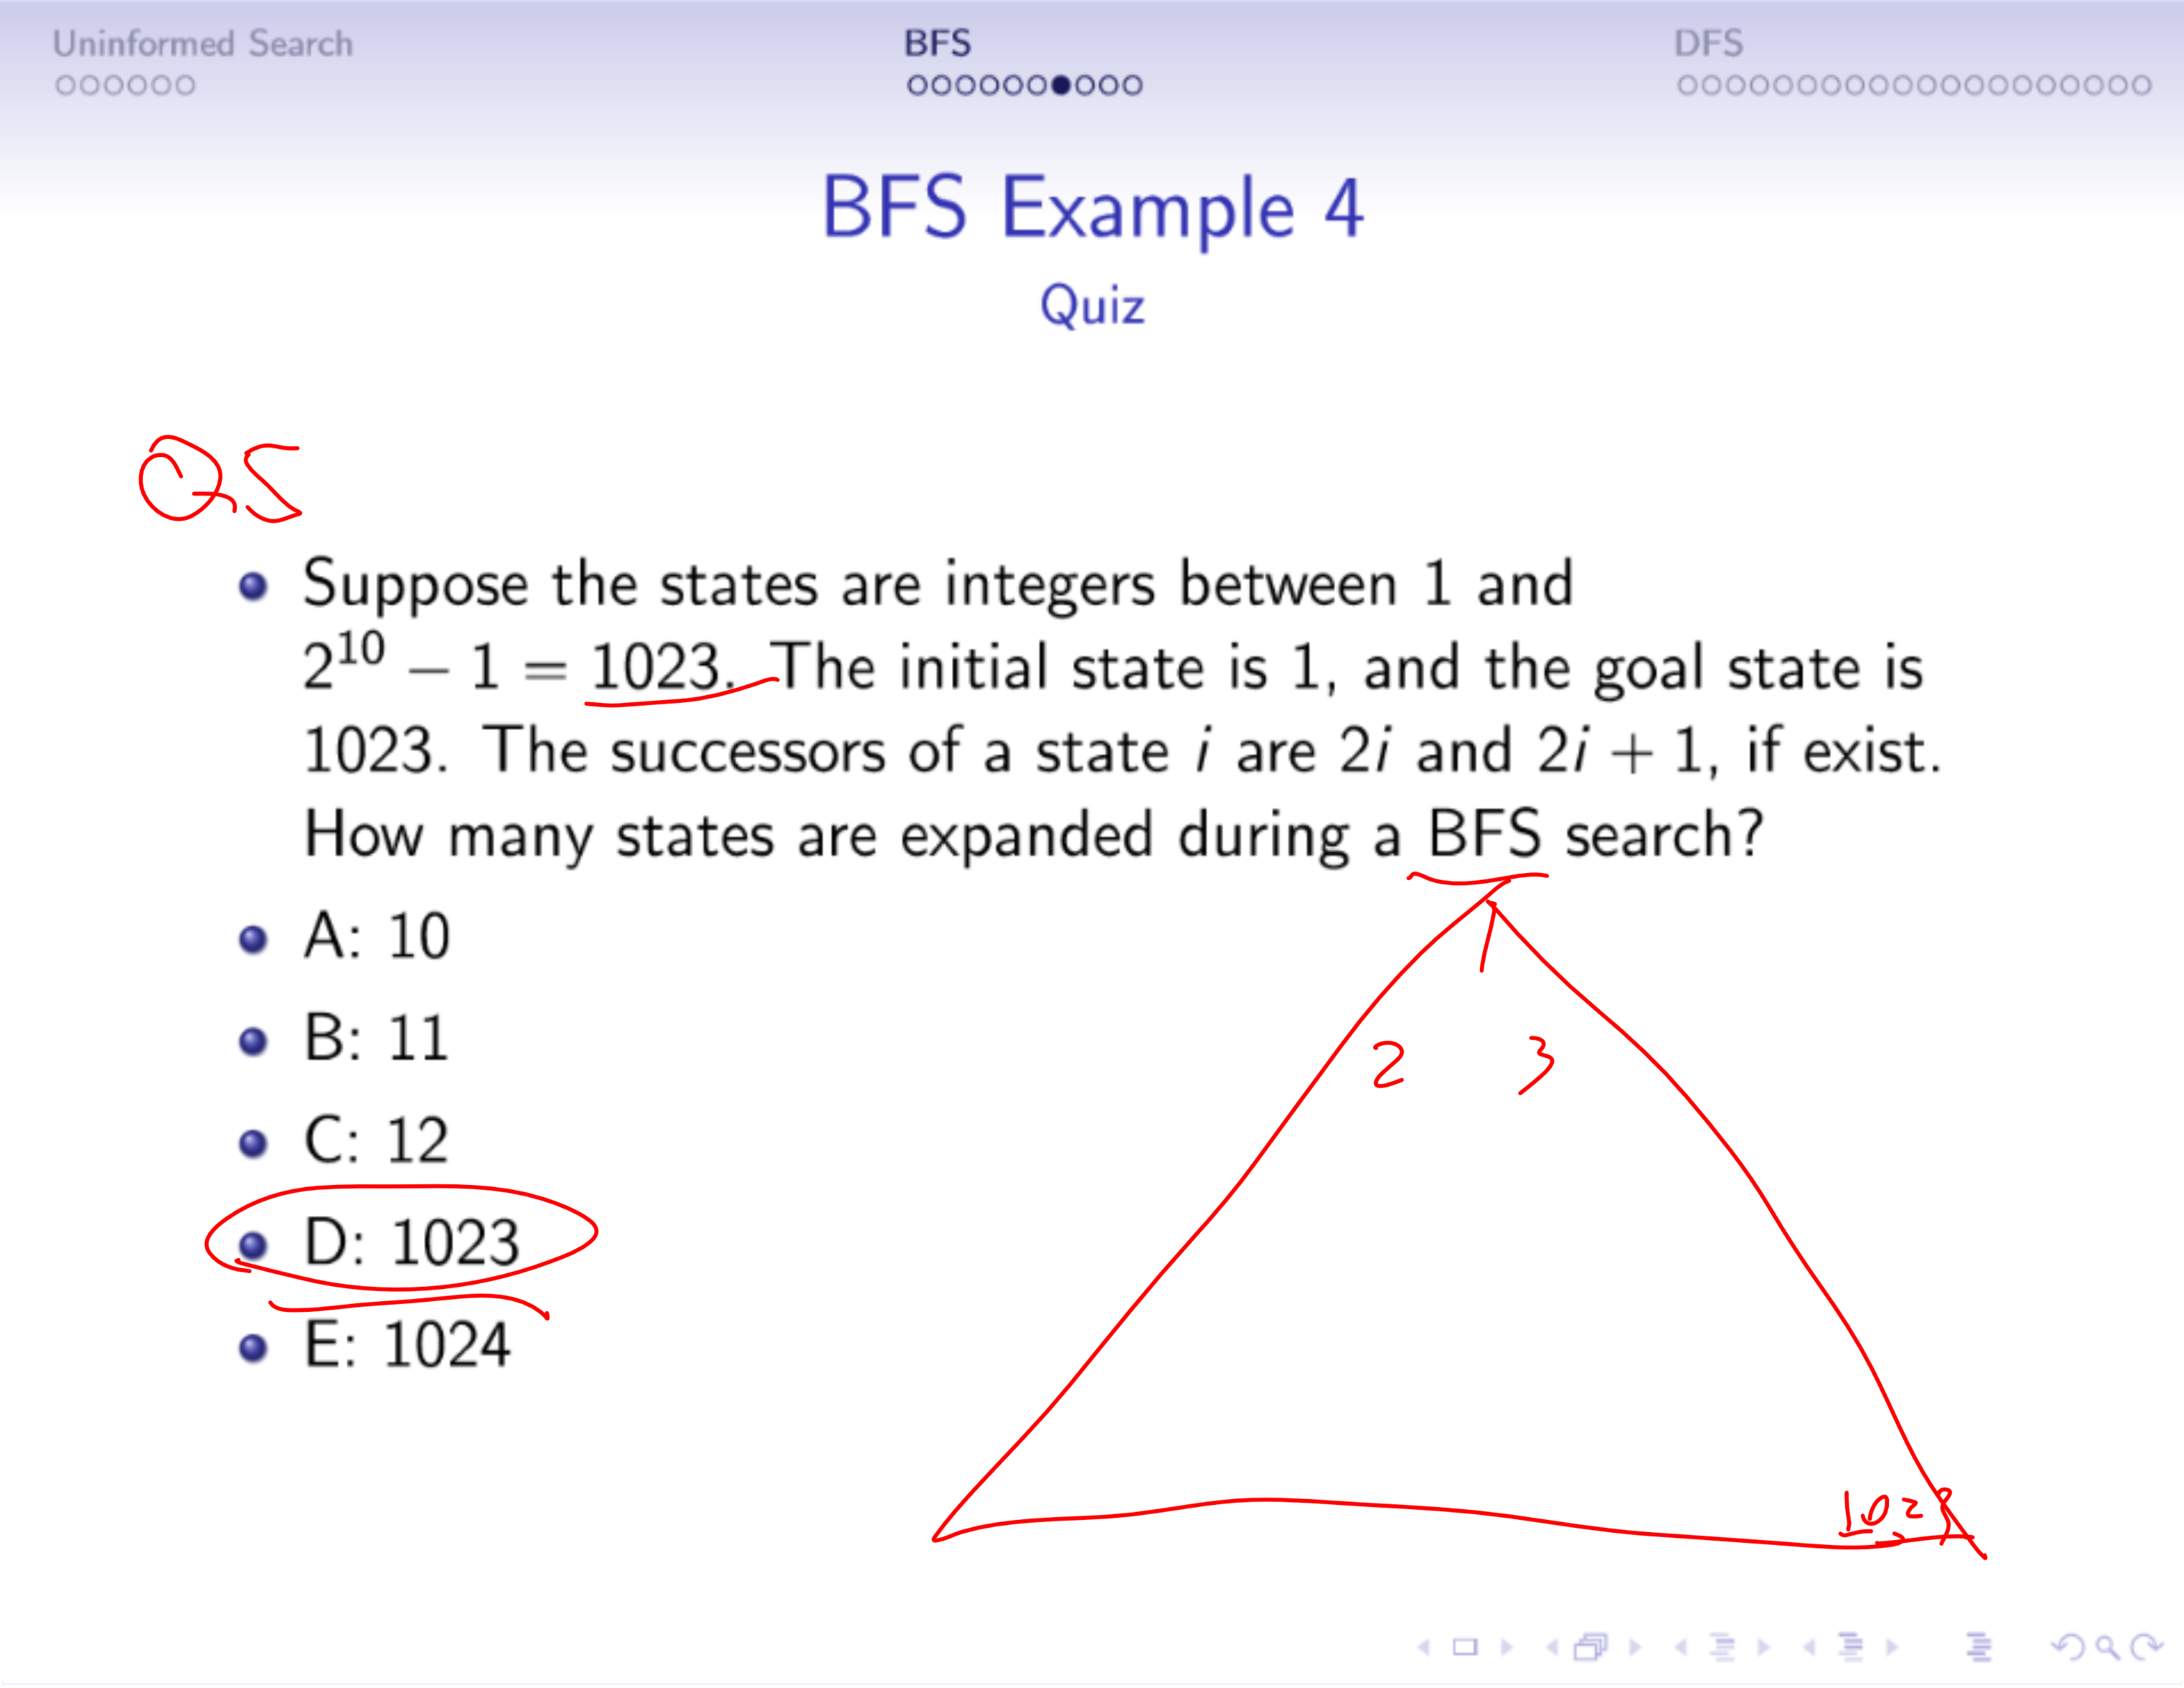 Uninformed Search BFS DFS
BFS Example 4
Quiz
Q5
Suppose the states are integers between 1 and
2^10 − 1 = 1023. The initial state is 1, and the goal state is
1023. The successors of a state i are 2i and 2i + 1, if exist.
How many states are expanded during a BFS search?
A: 10
B: 11
C: 12
D: 1023
E: 1024
1
2 3
1023